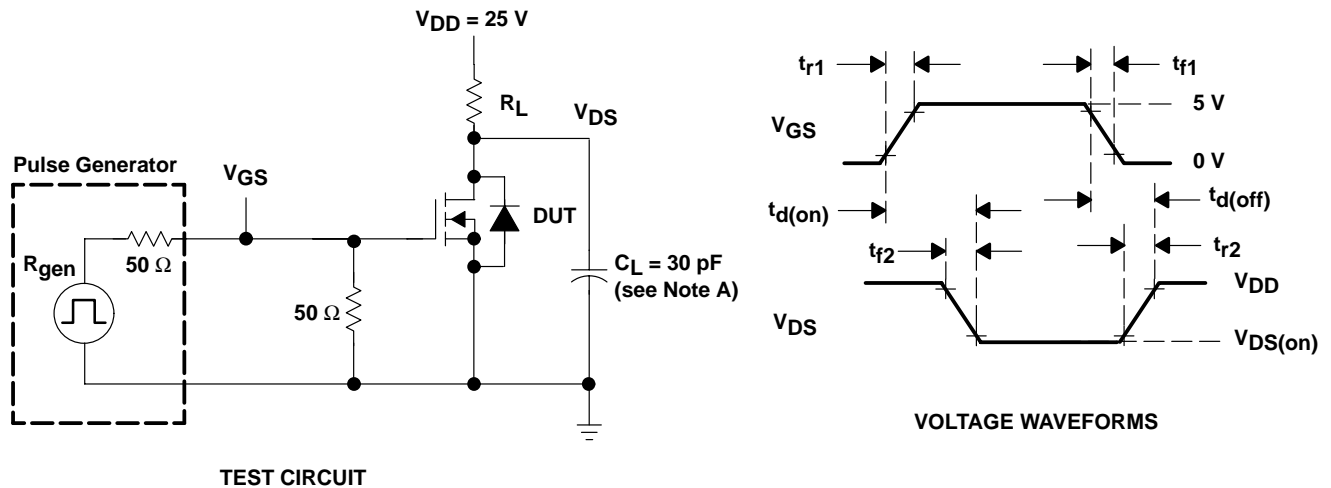 VDD = 25 V
RL
VDS
Pulse Generator
VGS
Rgen
50 Ω
50 Ω
DUT
CL = 30 pF
(see Note A)
TEST CIRCUIT
tr1
tf1
VGS
5 V
0 V
td(on)
td(off)
tf2
tr2
VDS
VDD
VDS(on)
VOLTAGE WAVEFORMS